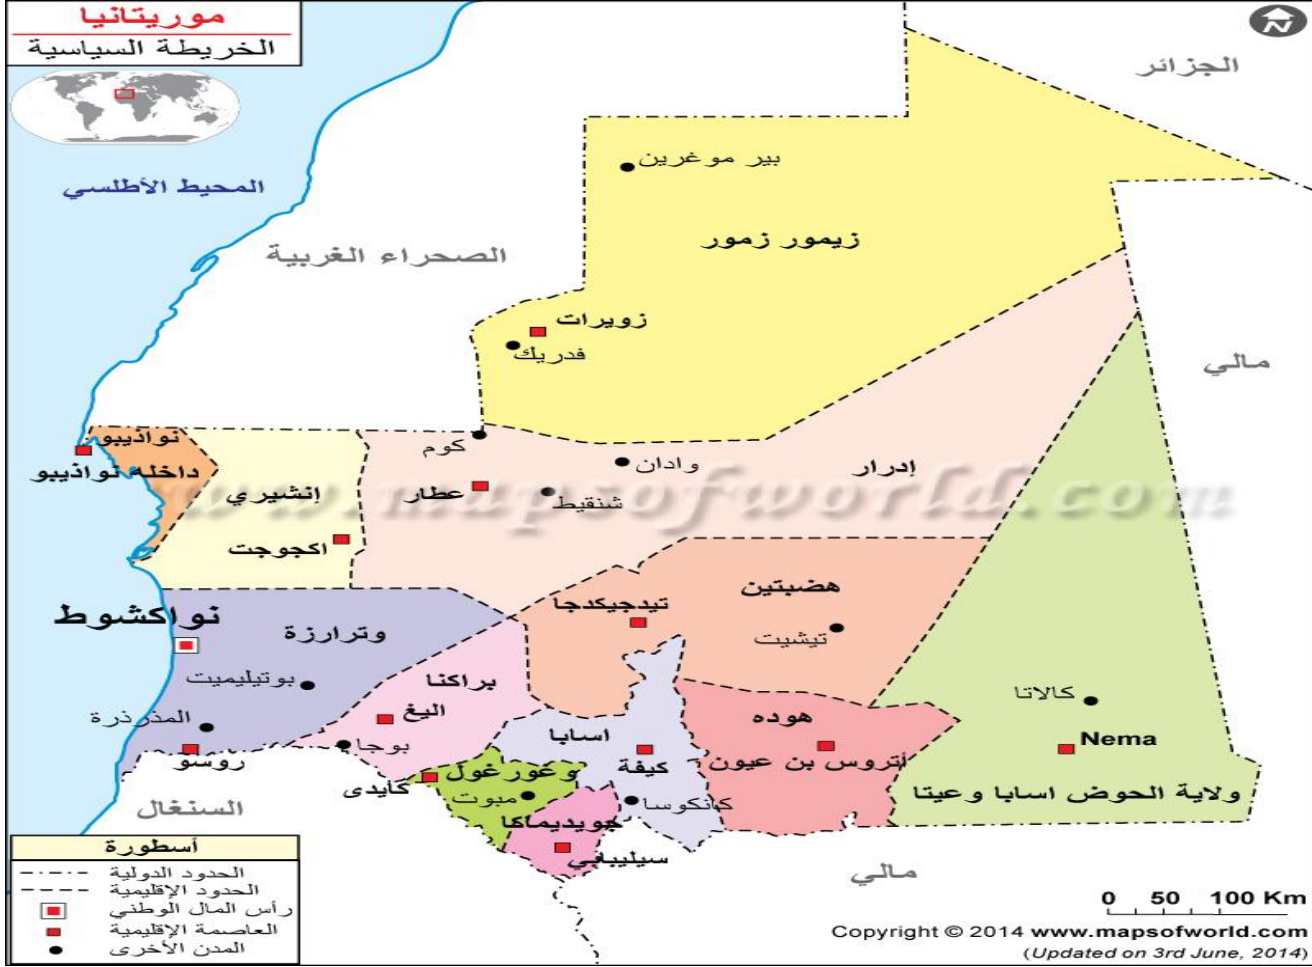 موريتانيا
الخريطة السياسية
الجزائر
بير موغرين
المحيط الأطلسي
زيمور زمور
الصحراء الغربية
زويرات
فدريك
مالي
نواذيبو
كوم
وادان
إدرار
داخله نواذيبو
إنشيري
عطار
شنقيط
www.mapsofworld.com
اكجوجت
هضبتين
تيدجيكدجا
نواكشوط
وترارزة
تيشيت
براكنا
بوتيليميت
كالاتا
اليغ
المذرذرة
هوده
اسابا
بوجا
Nema
روسو
كيفة
أتروس بن عيون
وغورغول
كايدى
ولاية الحوض اسابا وعيتا
مبوت
كانكوسا
السنغال
جويديماكا
سيليبابي
مالي
أسطورة
الحدود الدولية
الحدود الإقليمية
رأس المال الوطني
العاصمة الإقليمية
المدن الأخرى
0 50 100 Km
Copyright © 2014 www.mapsofworld.com
(Updated on 3rd June, 2014)
N